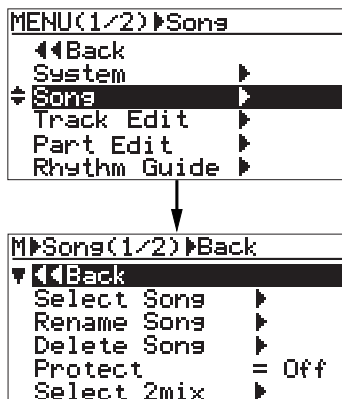 MENU(1/2)▶Song
◀◀Back
System ▶
Song ▶
Track Edit ▶
Part Edit ▶
Rhythm Guide ▶
M▶Song(1/2)▶Back
◀◀Back
Select Song ▶
Rename Song ▶
Delete Song ▶
Protect = Off
Select 2mix ▶